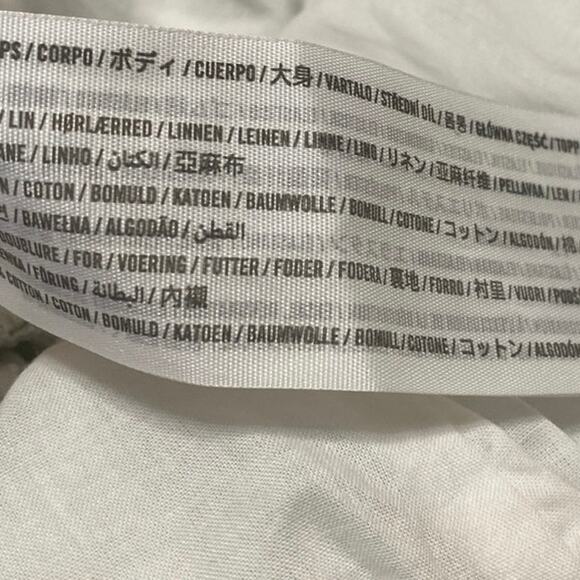 PS / CORPO / ボディ / CUERPO / 大身 / VARTALO / STŘEDNÍ DÍL / 몸통 / GŁÓWNA CZĘŚĆ / TOPP
/ LIN / HØRLÆRRED / LINNEN / LEINEN / LINNE / LINO / リネン / 亚麻纤维 / PELLAVAA / LEN /
ANE / LINHO / الكتان / 亞麻布
N / COTON / BOMULD / KATOEN / BAUMWOLLE / BOMULL / COTONE / コットン / ALGODÓN / 棉
/ BAWEŁNA / ALGODÃO / القطن
DOUBLURE / FOR / VOERING / FUTTER / FODER / FODERA / 裏地 / FORRO / 衬里 / VUORI /
ENNA / FÓRING / البطانة / 內襯
COTTON / COTON / BOMULD / KATOEN / BAUMWOLLE / BOMULL / COTONE / コットン / ALGODÓN